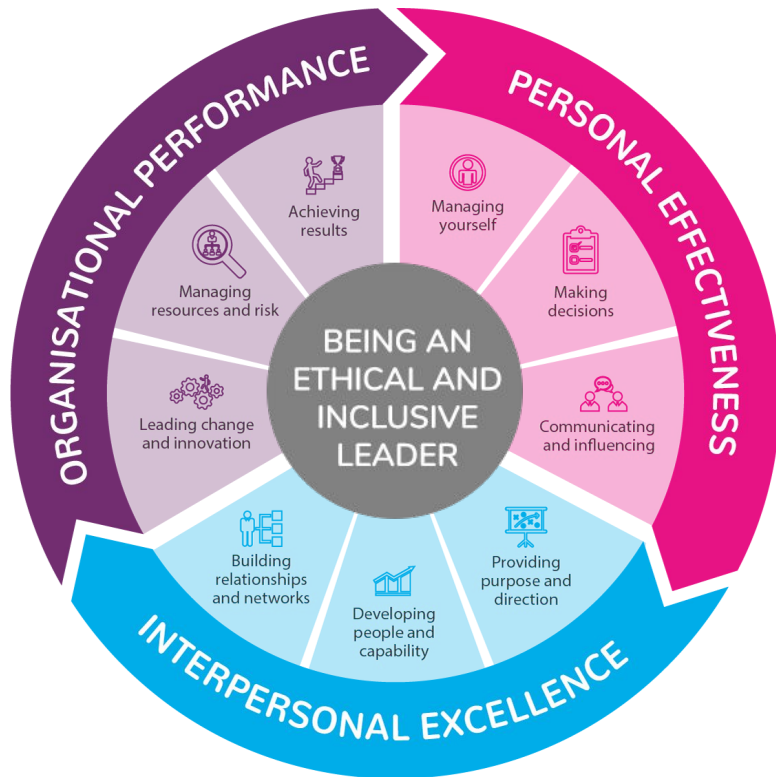 ORGANISATIONAL PERFORMANCE
PERSONAL EFFECTIVENESS
INTERPERSONAL EXCELLENCE
Achieving
results
Managing
yourself
Managing
resources and risk
Making
decisions
Leading change
and innovation
Communicating
and influencing
Building
relationships
and networks
Developing
people and
capability
Providing
purpose and
direction
BEING AN
ETHICAL AND
INCLUSIVE
LEADER